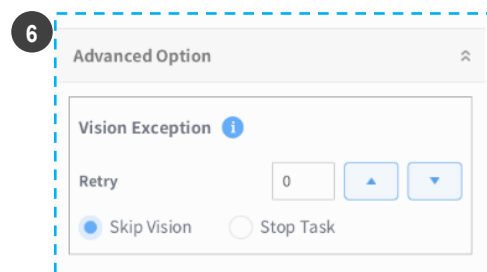 6
Advanced Option
Vision Exception
Retry 0
Skip Vision Stop Task